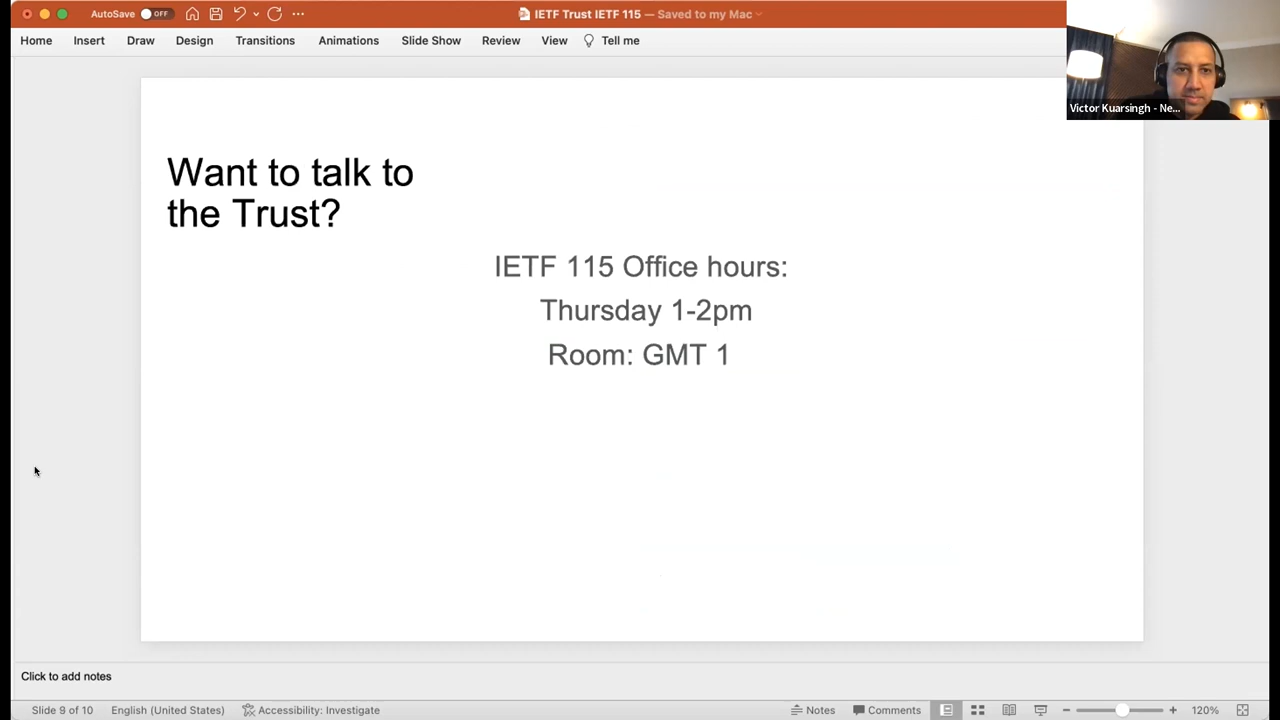 AutoSave OFF
IETF Trust IETF 115 — Saved to my Mac
Home Insert Draw Design Transitions Animations Slide Show Review View Tell me
Victor Kuarsingh - Ne...
Want to talk to
the Trust?
IETF 115 Office hours:
Thursday 1-2pm
Room: GMT 1
Click to add notes
Slide 9 of 10 English (United States) Accessibility: Investigate Notes Comments 120%